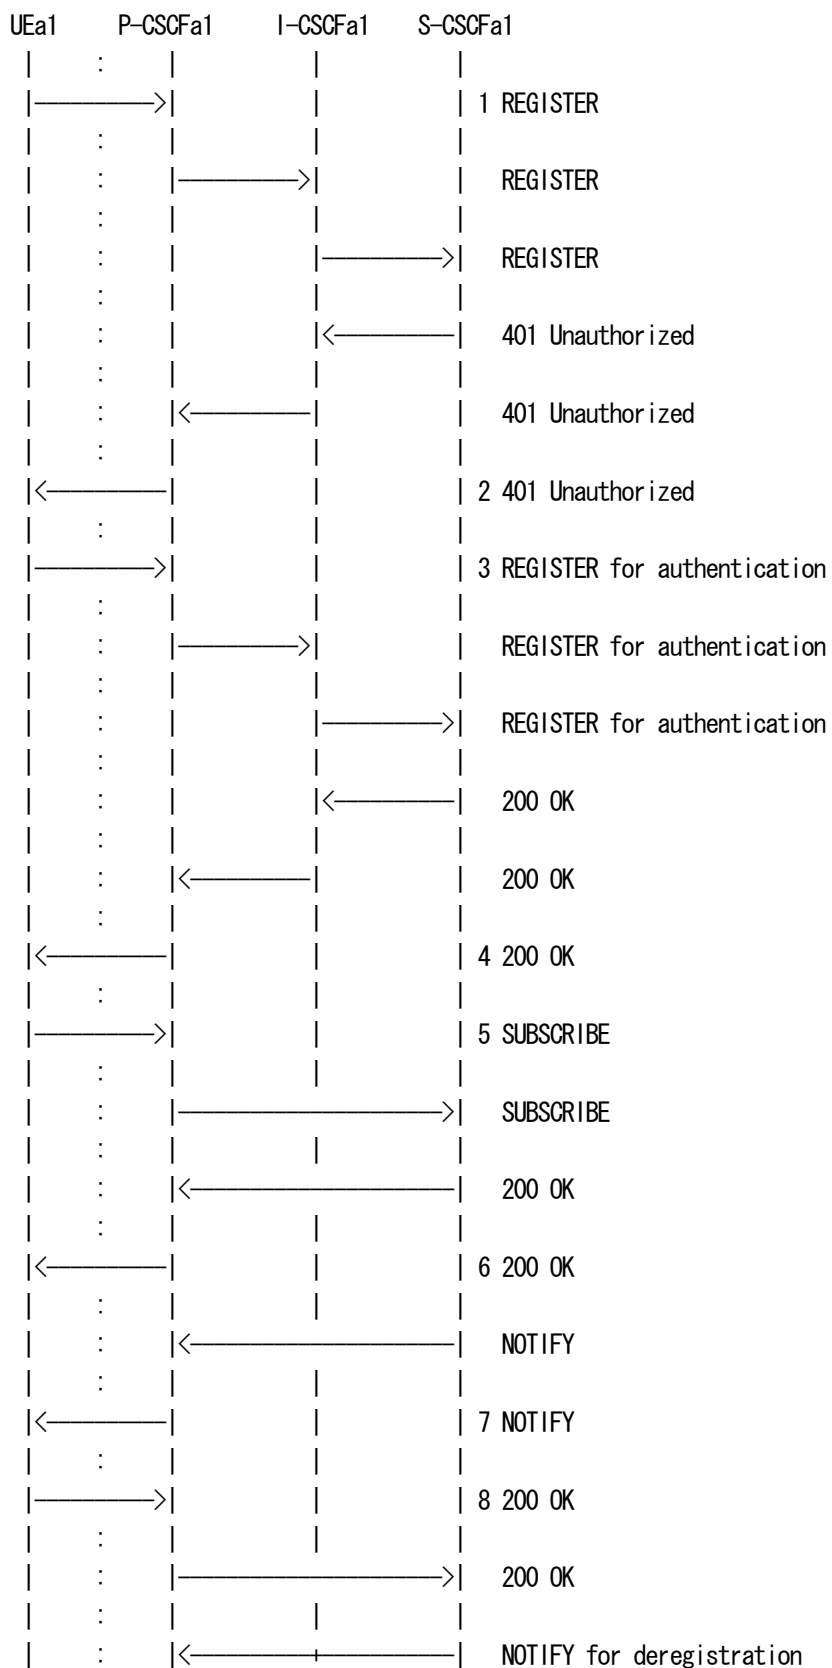 UEa1 P-CSCFa1 I-CSCFa1 S-CSCFa1
1 REGISTER
REGISTER
REGISTER
401 Unauthorized
401 Unauthorized
2 401 Unauthorized
3 REGISTER for authentication
REGISTER for authentication
REGISTER for authentication
200 OK
200 OK
4 200 OK
5 SUBSCRIBE
SUBSCRIBE
200 OK
6 200 OK
NOTIFY
7 NOTIFY
8 200 OK
200 OK
NOTIFY for deregistration